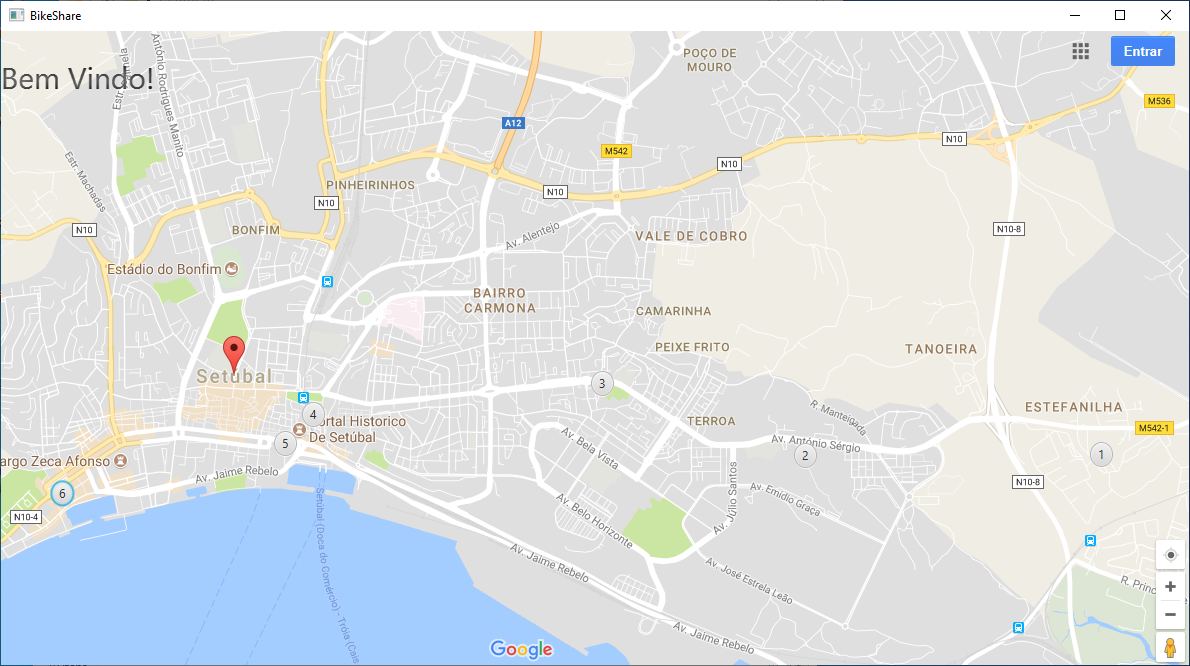 BikeShare
Bem Vindo!
Entrar
POÇO DE
MOURO
Estr.
António Rodrigues Manito
M536
A12
N10
M542
N10
Estr. Machadas
PINHEIRINHOS
N10
N10
N10
BONFIM
Av. Alentejo
VALE DE COBRO
N10-8
Estádio do Bonfim
BAIRRO
CARMONA
CAMARINHA
PEIXE FRITO
TANOEIRA
Setúbal
3
4
ortal Historico
De Setúbal
TERROA
R. Manteigada
ESTEFANILHA
M542-1
5
Av. Bela Vista
Av. António Sérgio
2
1
argo Zeca Afonso
Av. Jaime Rebelo
6
N10-4
Av. Júlio Santos
Av. Emidio Graça
N10-8
Av. Belo Horizonte
Setúbal (Doca do Comércio) - Tróia (Cais
Av. Jaime Rebelo
Av. José Estrela Leão
R. Princ
Av. Jaime Rebelo
Google